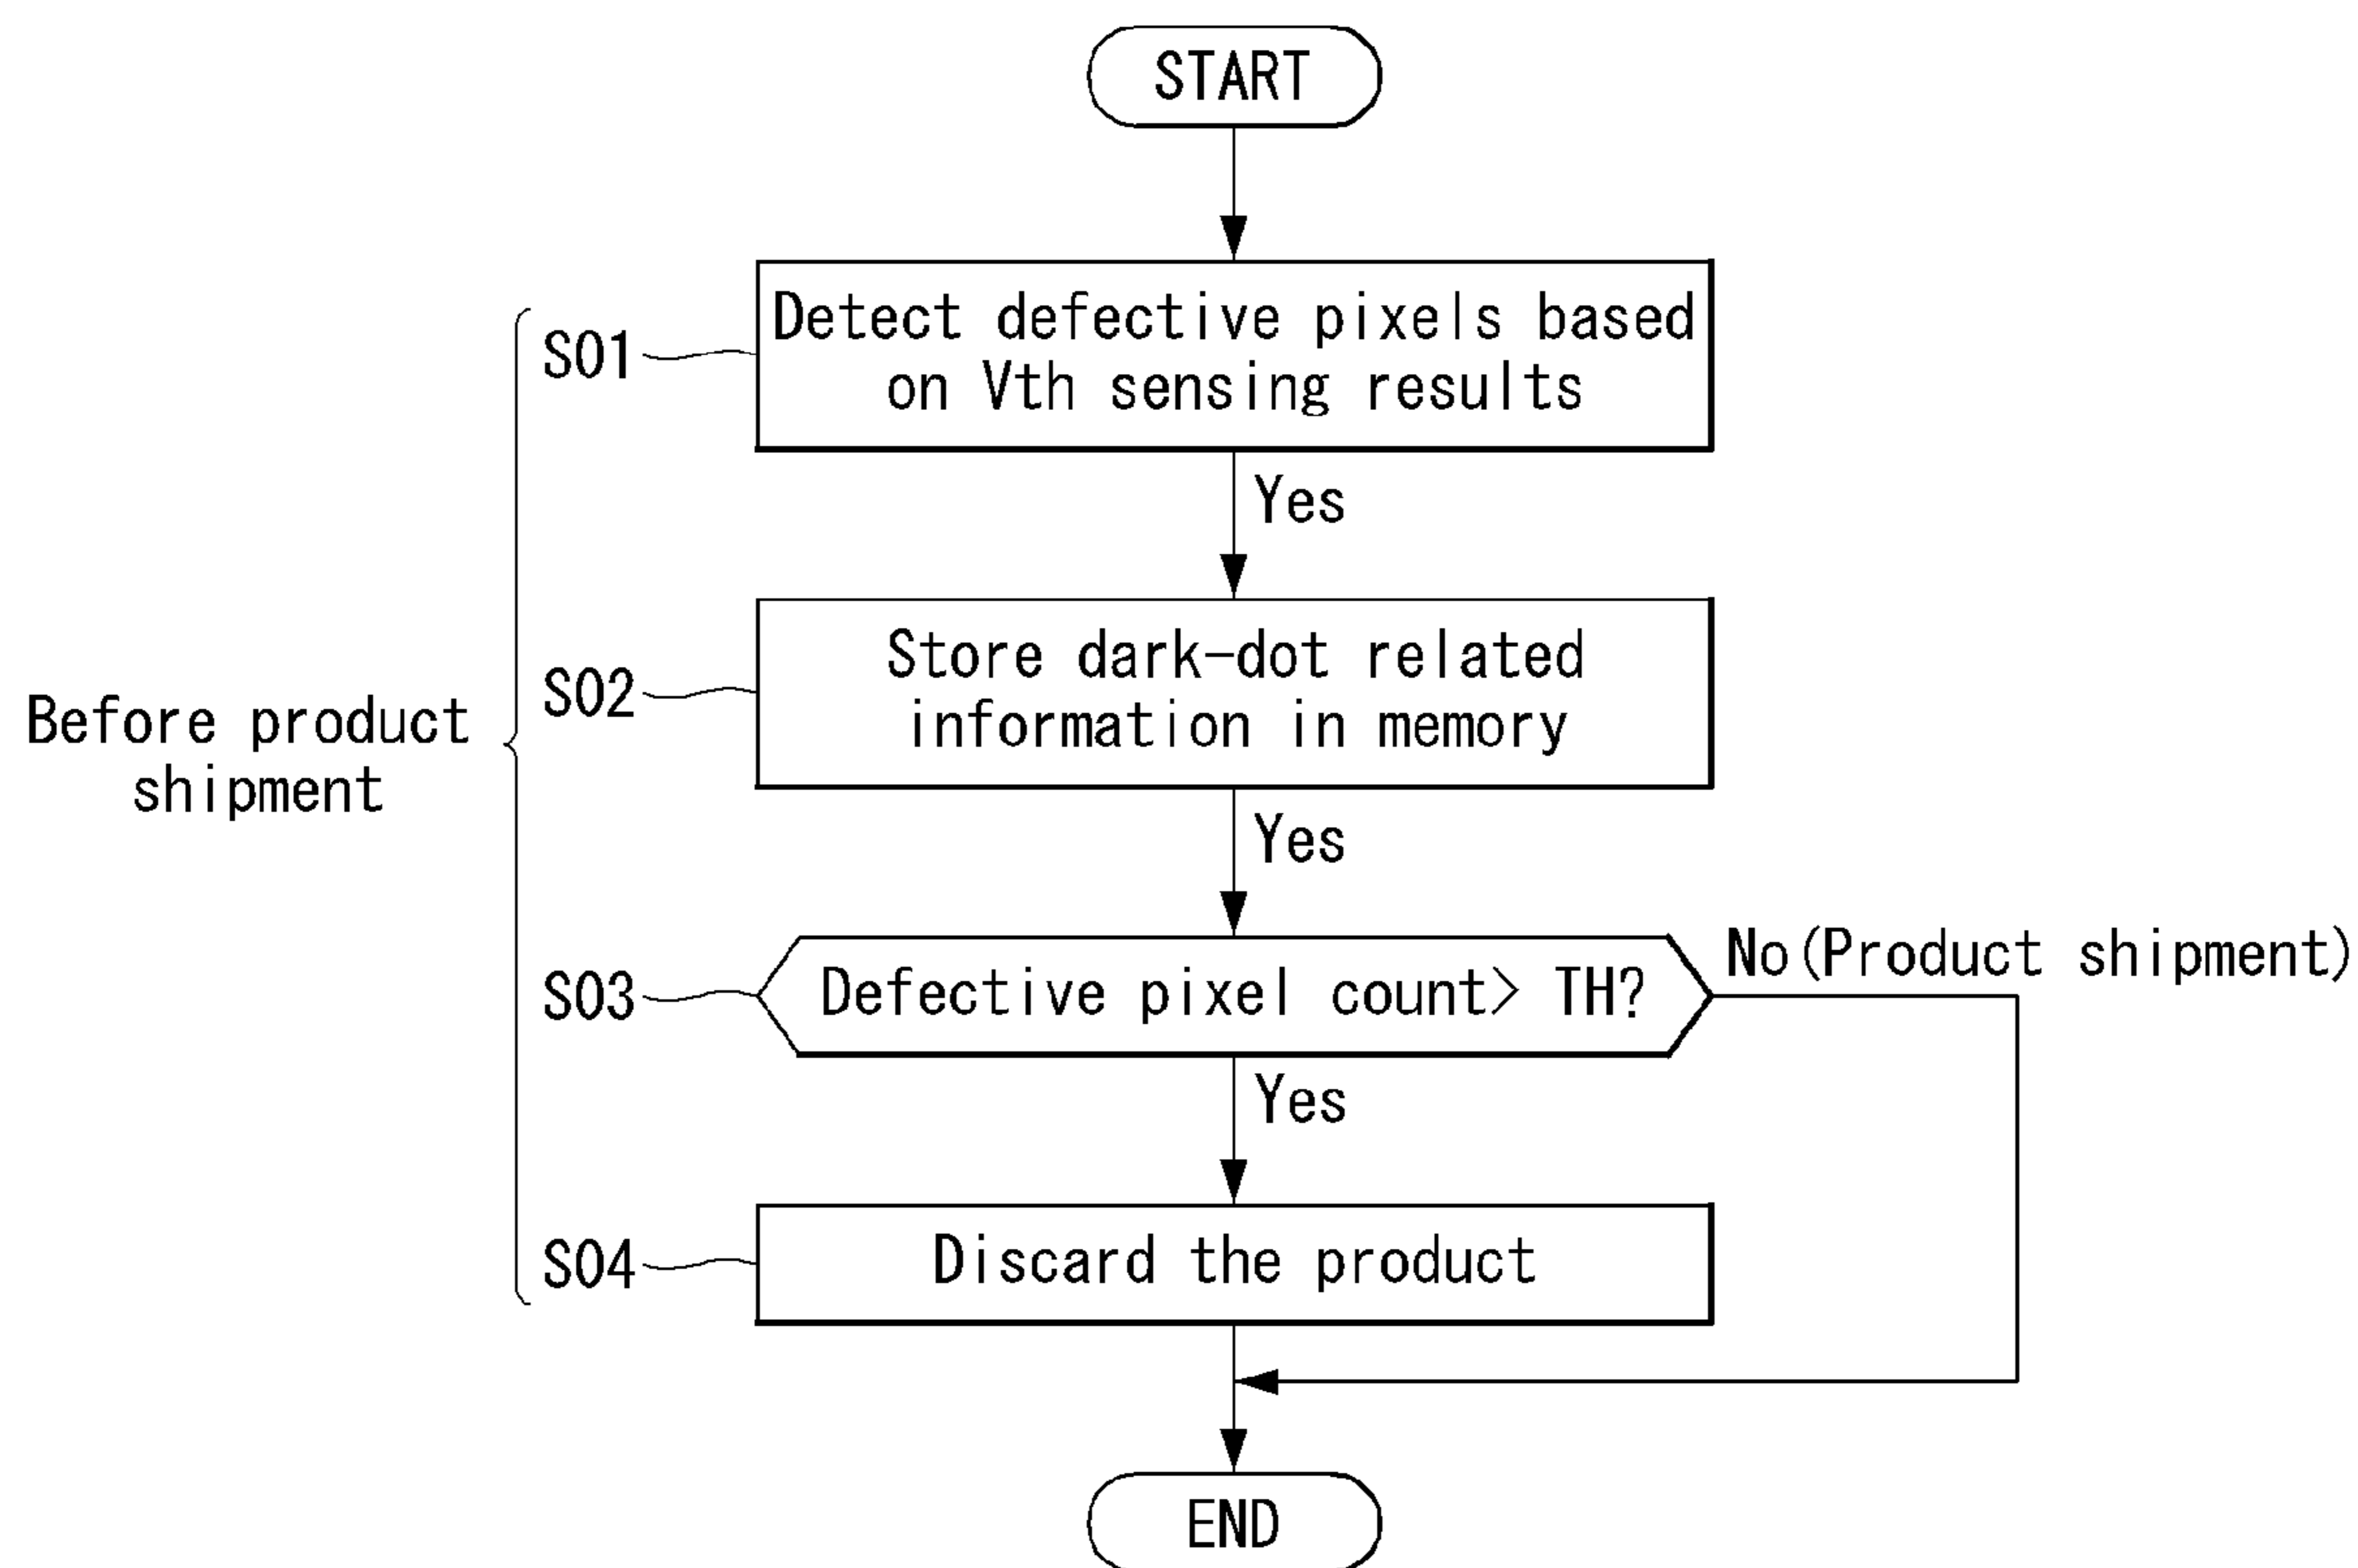 START
S01
Detect defective pixels based
on Vth sensing results
Yes
Before product
shipment
S02
Store dark-dot related
information in memory
Yes
S03
Defective pixel count> TH?
No(Product shipment)
Yes
S04
Discard the product
END